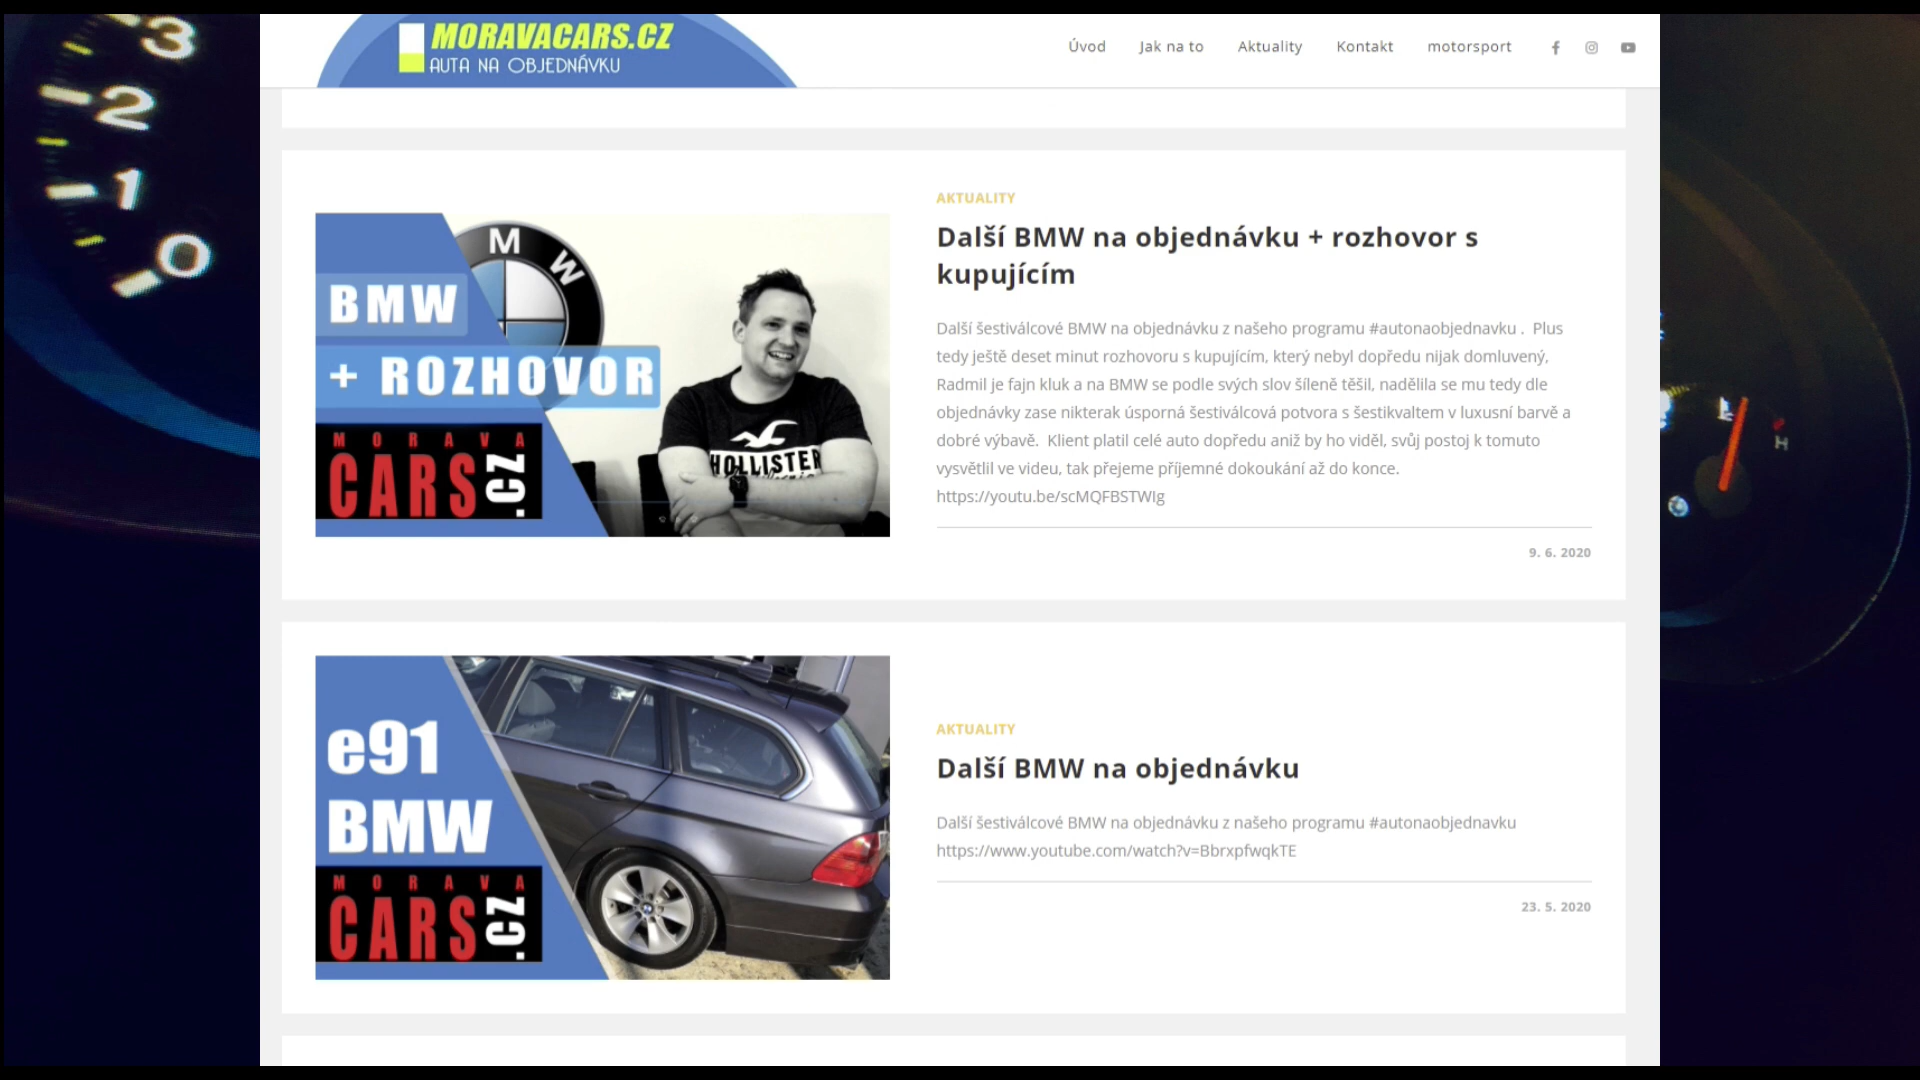 3
2
1
0
MORAVACARS.CZ
AUTA NA OBJEDNÁVKU
Úvod
Jak na to
Aktuality
Kontakt
motorsport
M W
BMW
+ ROZHOVOR
MORAVA
CARS.CZ
HOLLISTER
AKTUALITY
Další BMW na objednávku + rozhovor s
kupujícím
Další šestiválcové BMW na objednávku z našeho programu #autonaobjednavku .  Plus
tedy ještě deset minut rozhovoru s kupujícím, který nebyl dopředu nijak domluvený,
Radmil je fajn kluk a na BMW se podle svých slov šíleně těšil, nadělila se mu tedy dle
objednávky zase nikterak úsporná šestiválcová potvora s šestikvaltem v luxusní barvě a
dobré výbavě.  Klient platil celé auto dopředu aniž by ho viděl, svůj postoj k tomuto
vysvětlil ve videu, tak přejeme příjemné dokoukání až do konce.
https://youtu.be/scMQFBSTWIg
9. 6. 2020
e91
BMW
MORAVA
CARS.CZ
AKTUALITY
Další BMW na objednávku
Další šestiválcové BMW na objednávku z našeho programu #autonaobjednavku
https://www.youtube.com/watch?v=BbrxpfwqkTE
23. 5. 2020
H